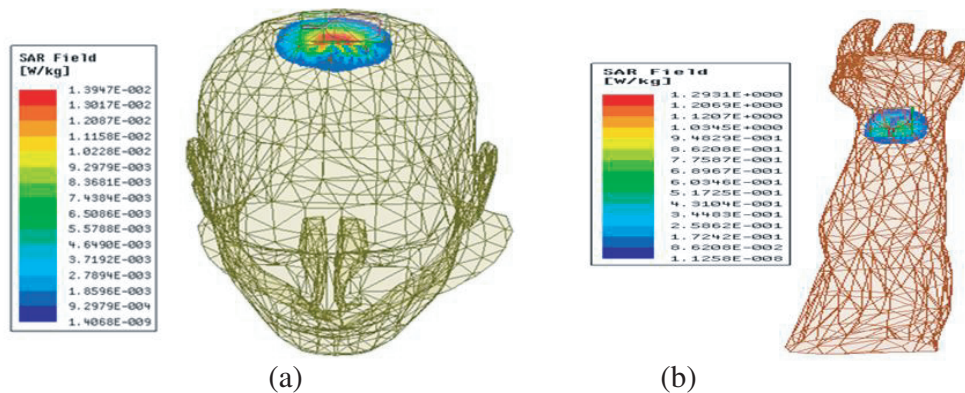 SAR Field
[W/kg]
1.3947E-002
1.3017E-002
1.2087E-002
1.1158E-002
1.0228E-002
9.2979E-003
8.3681E-003
7.4384E-003
6.5086E-003
5.5788E-003
4.6490E-003
3.7192E-003
2.7894E-003
1.8596E-003
9.2979E-004
1.4068E-009
(a)
SAR Field
[W/kg]
1.2931E+000
1.2069E+000
1.1207E+000
1.0345E+000
9.4829E-001
8.6208E-001
7.7587E-001
6.8967E-001
6.0346E-001
5.1725E-001
4.3104E-001
3.4483E-001
2.5862E-001
1.7242E-001
8.6208E-002
1.1258E-008
(b)